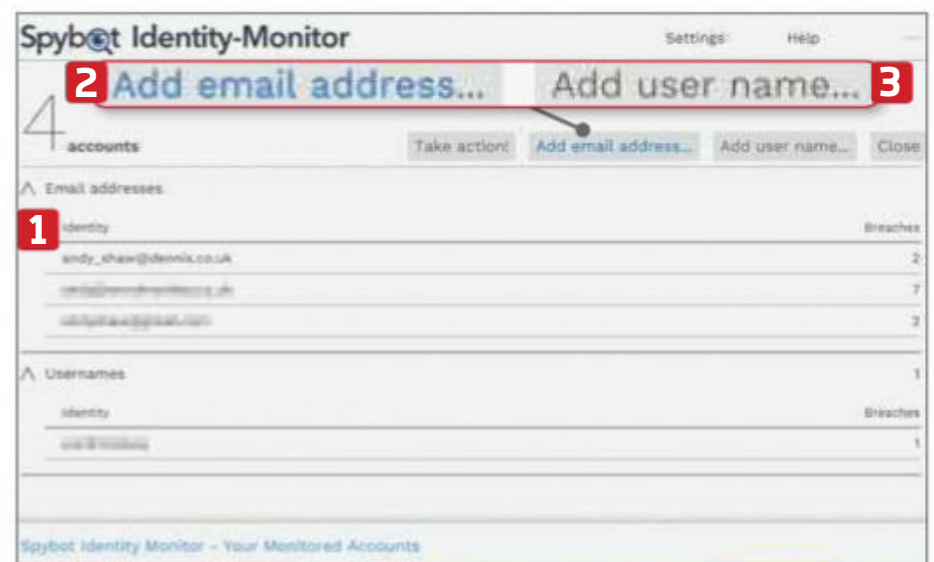 Spybot Identity-Monitor
Settings Help
2 Add email address... Add user name... 3
4 accounts
Take action! Add email address... Add user name... Close
Email addresses
1 Identity Breaches
andy_shaw@dennis.co.uk 2
7
2
Usernames 1
Identity Breaches
1
Spybot Identity Monitor - Your Monitored Accounts